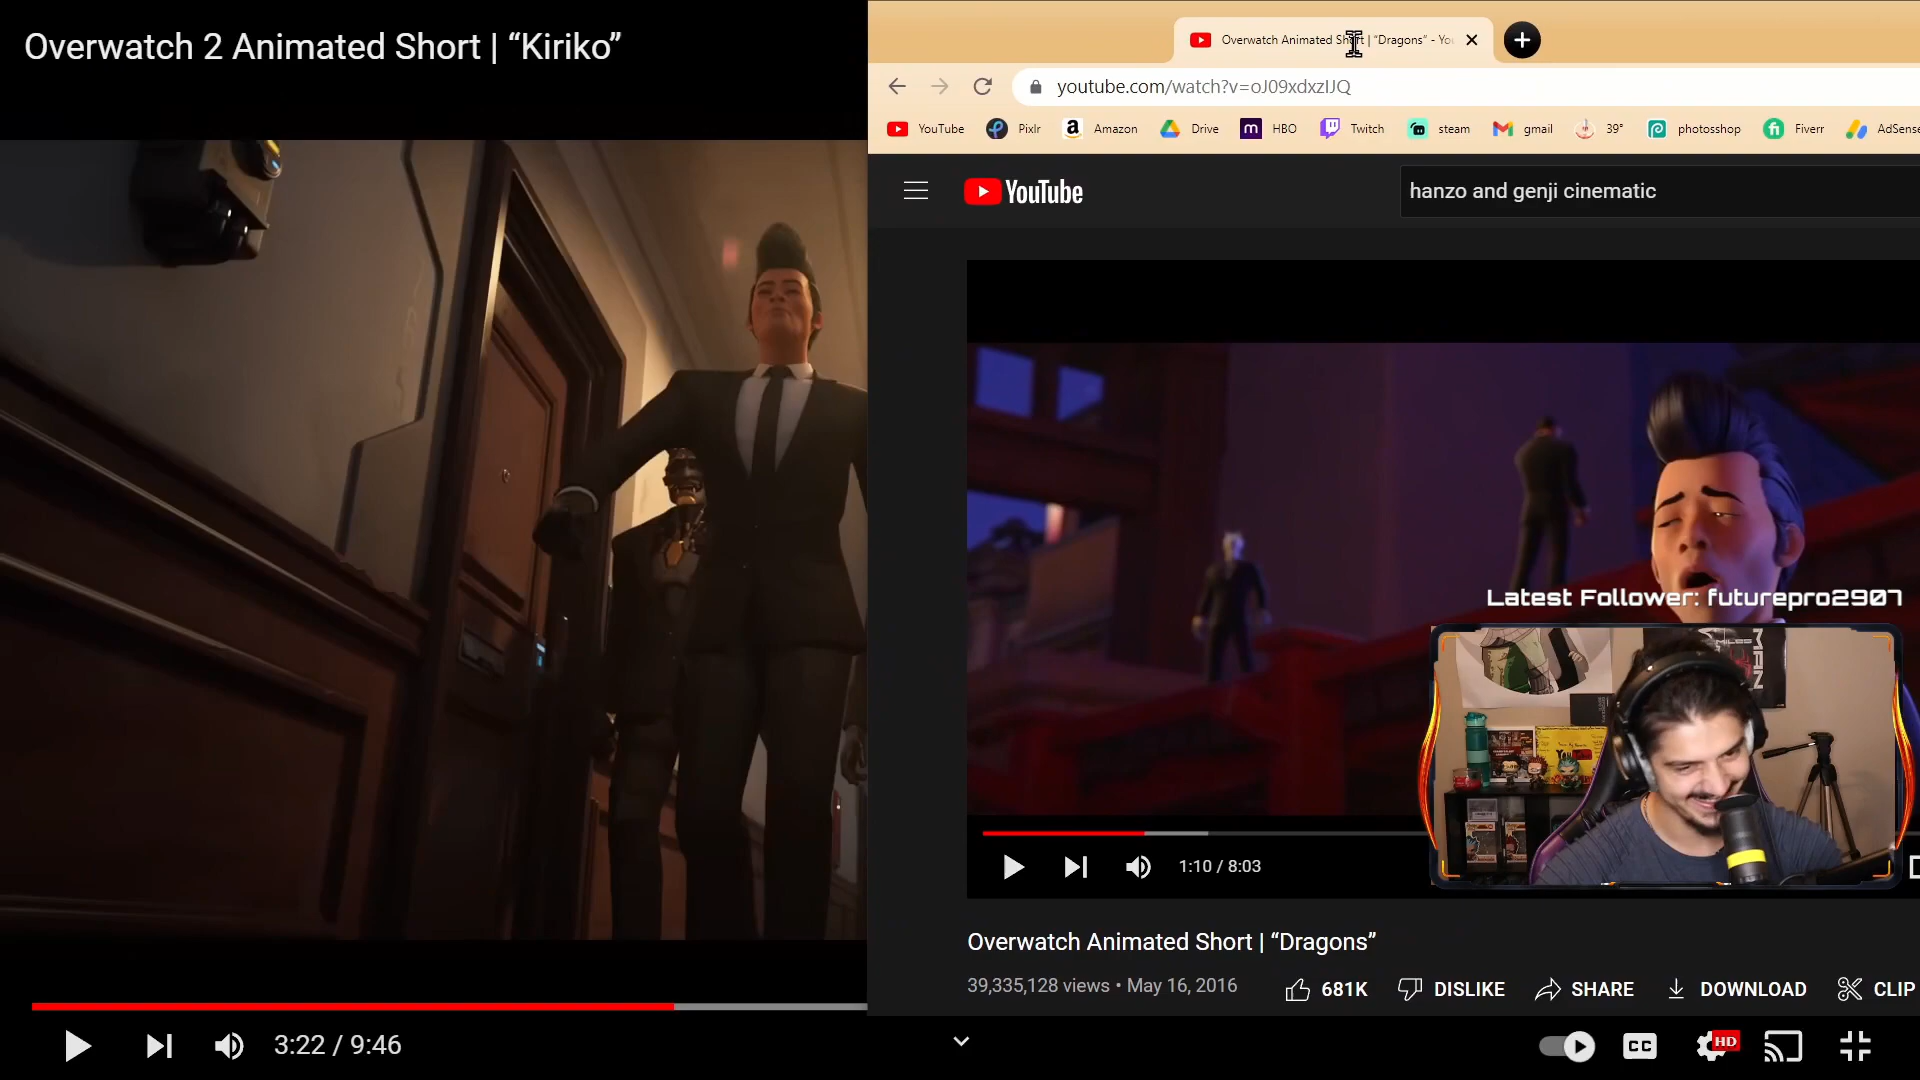 Overwatch 2 Animated Short | “Kiriko”
Overwatch Animated Short | “Dragons” - Yo
youtube.com/watch?v=oJ09xdxzIJQ
YouTube Pixlr Amazon Drive HBO Twitch steam gmail 39° photosshop Fiverr AdSense
YouTube
hanzo and genji cinematic
Latest Follower: futurepro2907
1:10 / 8:03
Overwatch Animated Short | “Dragons”
39,335,128 views • May 16, 2016 681K DISLIKE SHARE DOWNLOAD CLIP
3:22 / 9:46 CC HD